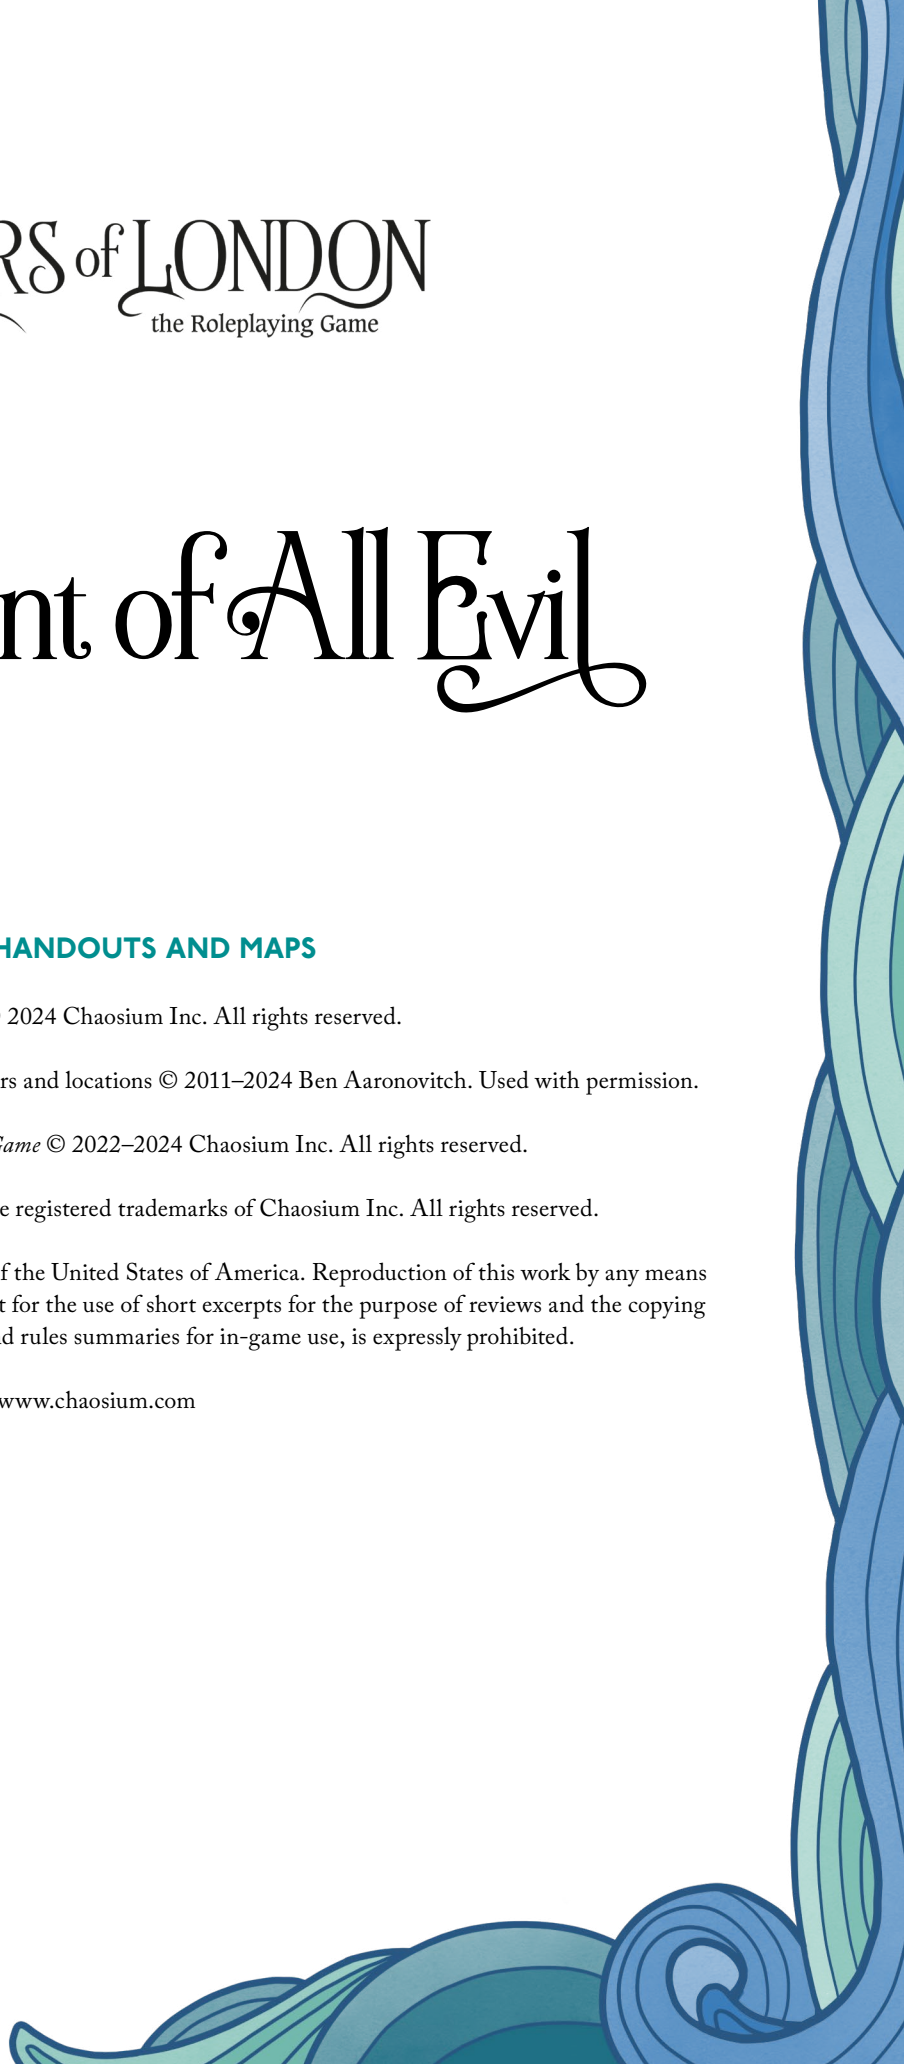 RS of LONDON
the Roleplaying Game
nt of All Evil
HANDOUTS AND MAPS
2024 Chaosium Inc. All rights reserved.
rs and locations © 2011–2024 Ben Aaronovitch. Used with permission.
Game © 2022–2024 Chaosium Inc. All rights reserved.
e registered trademarks of Chaosium Inc. All rights reserved.
f the United States of America. Reproduction of this work by any means
t for the use of short excerpts for the purpose of reviews and the copying
d rules summaries for in-game use, is expressly prohibited.
www.chaosium.com